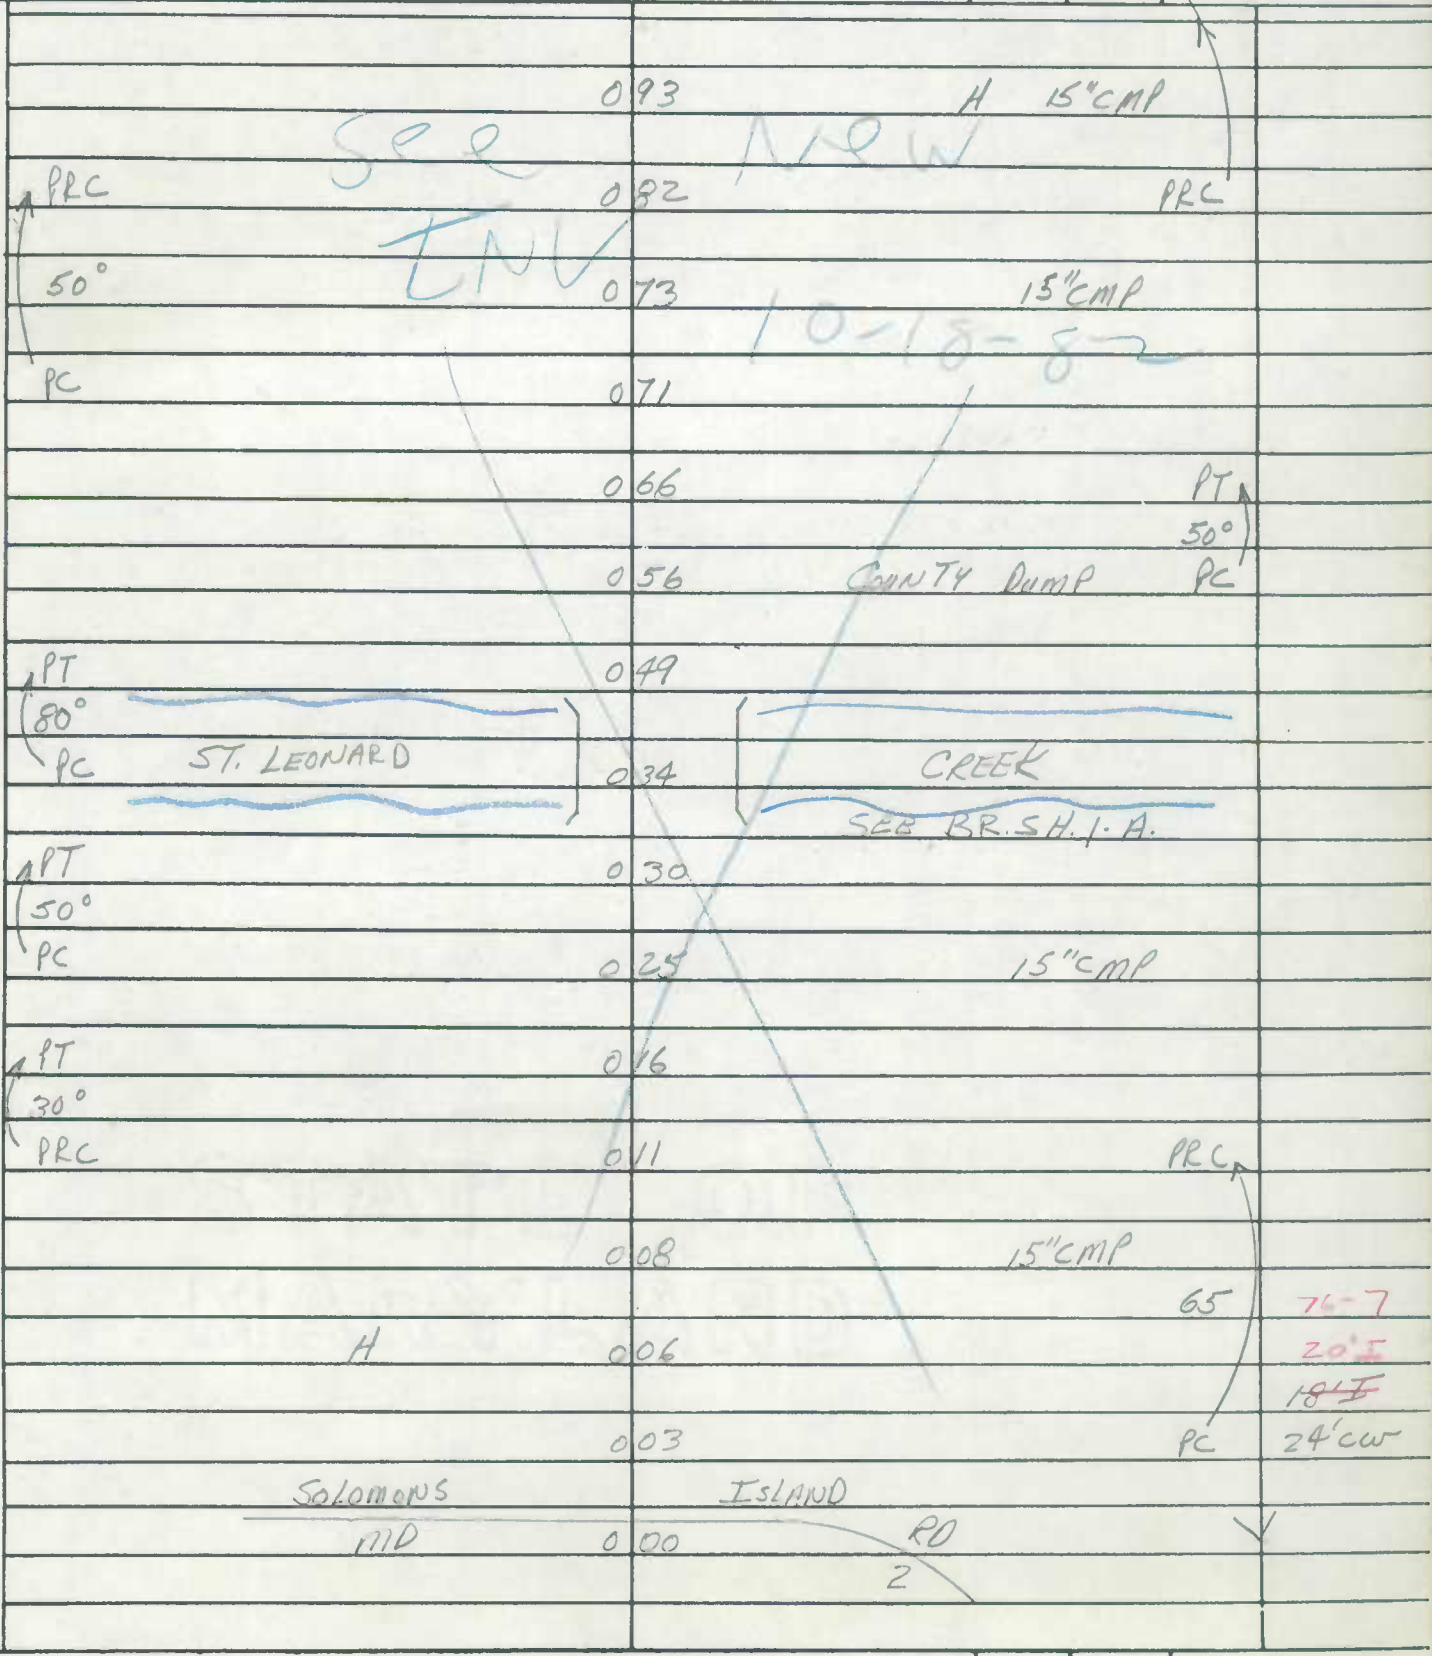 0 93 H 15"CMP
See New
PRC 0 82 PRC
INV
50° 0 73 15"CMP
10-18-82
PC 0 71
0 66 PT
50°
0 56 COUNTY DUMP PC
PT 0 49
80°
PC ST. LEONARD 0 34 CREEK
SEE BR.SH.1-A.
PT 0 30
50°
PC 0 25 15"CMP
PT 0 16
30°
PRC 0 11 PRC
0 08 15"CMP
65 76-7
H 0 06 20'I
18'I
0 03 PC 24'CW
SOLOMONS ISLAND
MD 0 00 RD
2